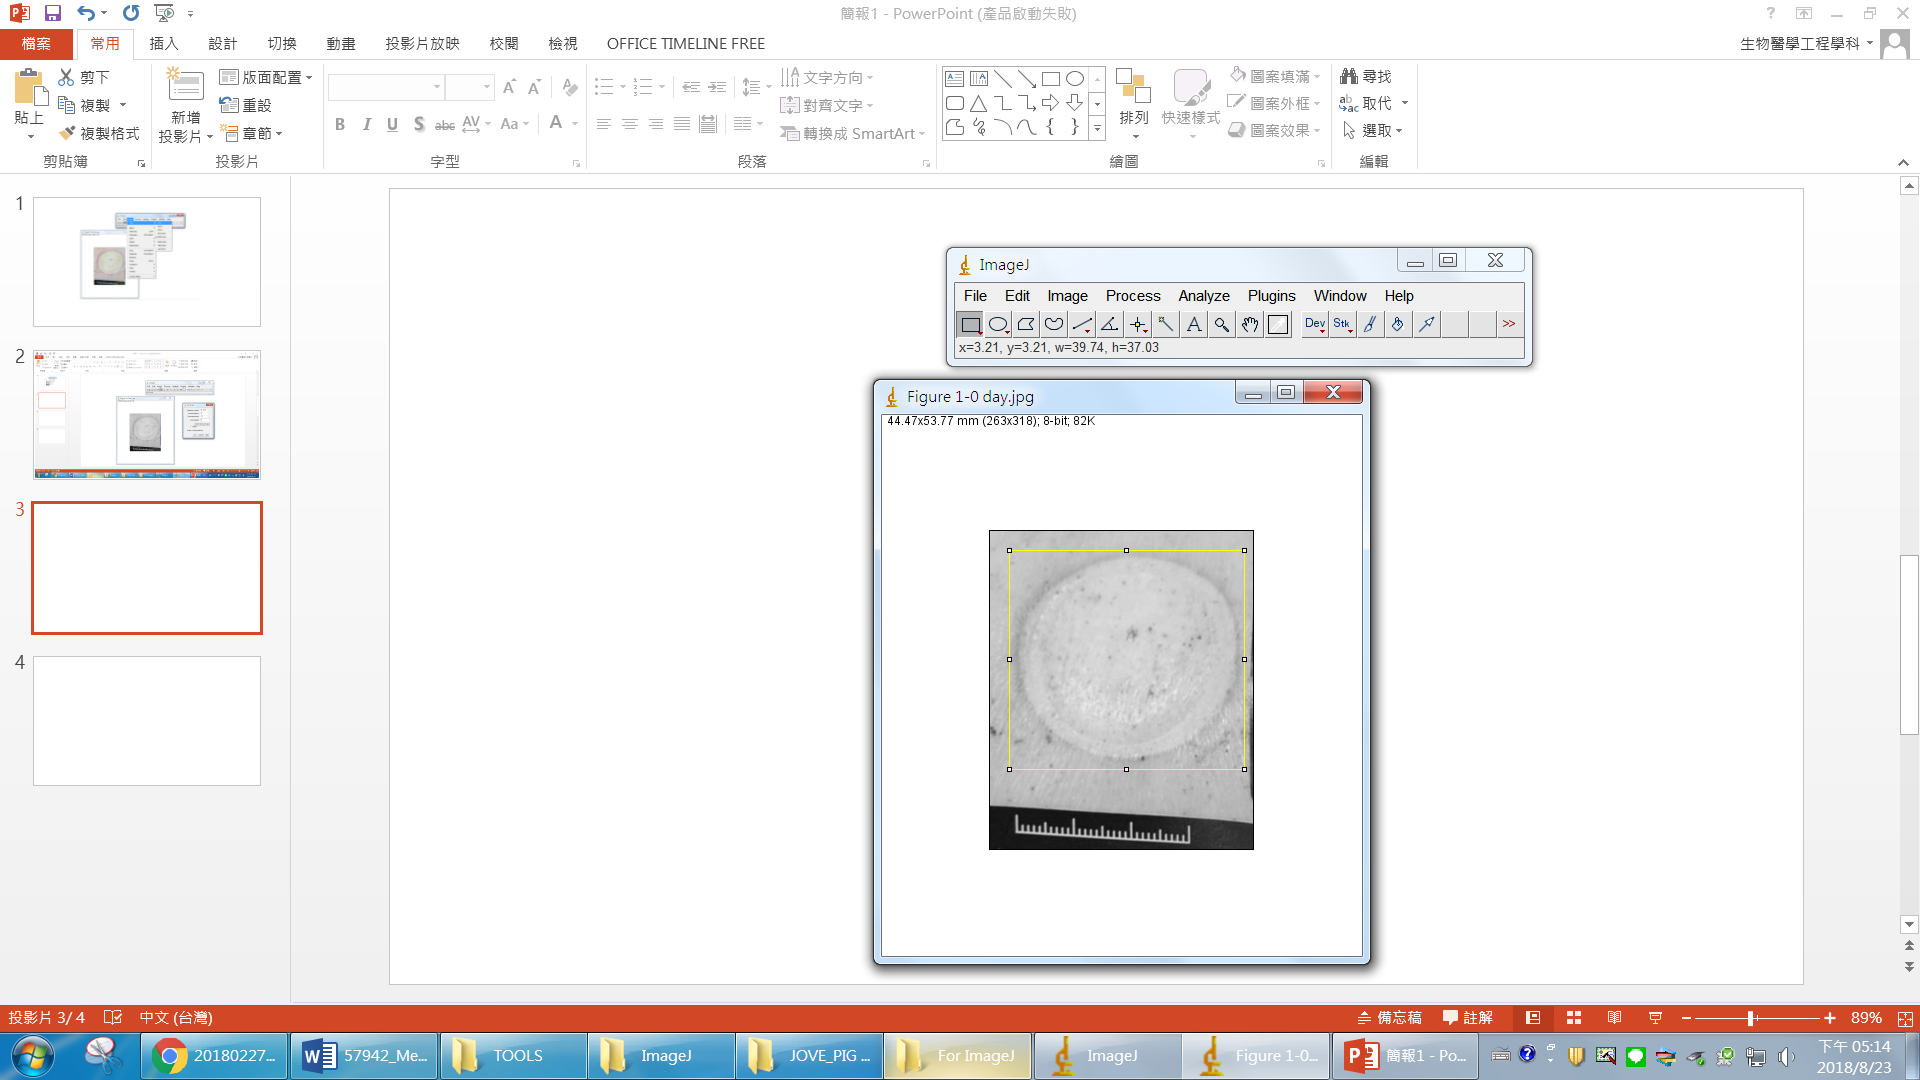 簡報1 - PowerPoint (產品啟動失敗)
檔案 常用 插入 設計 切換 動畫 投影片放映 校閱 檢視 OFFICE TIMELINE FREE
生物醫學工程學科
貼上 剪下 複製 複製格式 剪貼簿
新增 投影片 版面配置 重設 章節 投影片
B I U S abc AV Aa A 字型
文字方向 對齊文字 轉換成 SmartArt 段落
排列 快速樣式 圖案填滿 圖案外框 圖案效果 繪圖
尋找 取代 選取 編輯
1
2
3
4
ImageJ
File Edit Image Process Analyze Plugins Window Help
A Dev Stk >>
x=3.21, y=3.21, w=39.74, h=37.03
Figure 1-0 day.jpg
44.47x53.77 mm (263x318); 8-bit; 82K
投影片 3/ 4 中文 (台灣) 備忘稿 註解 89%
20180227... 57942_Me... TOOLS ImageJ JOVE_PIG ... For ImageJ ImageJ Figure 1-0... 簡報1 - Po...
下午 05:14
2018/8/23